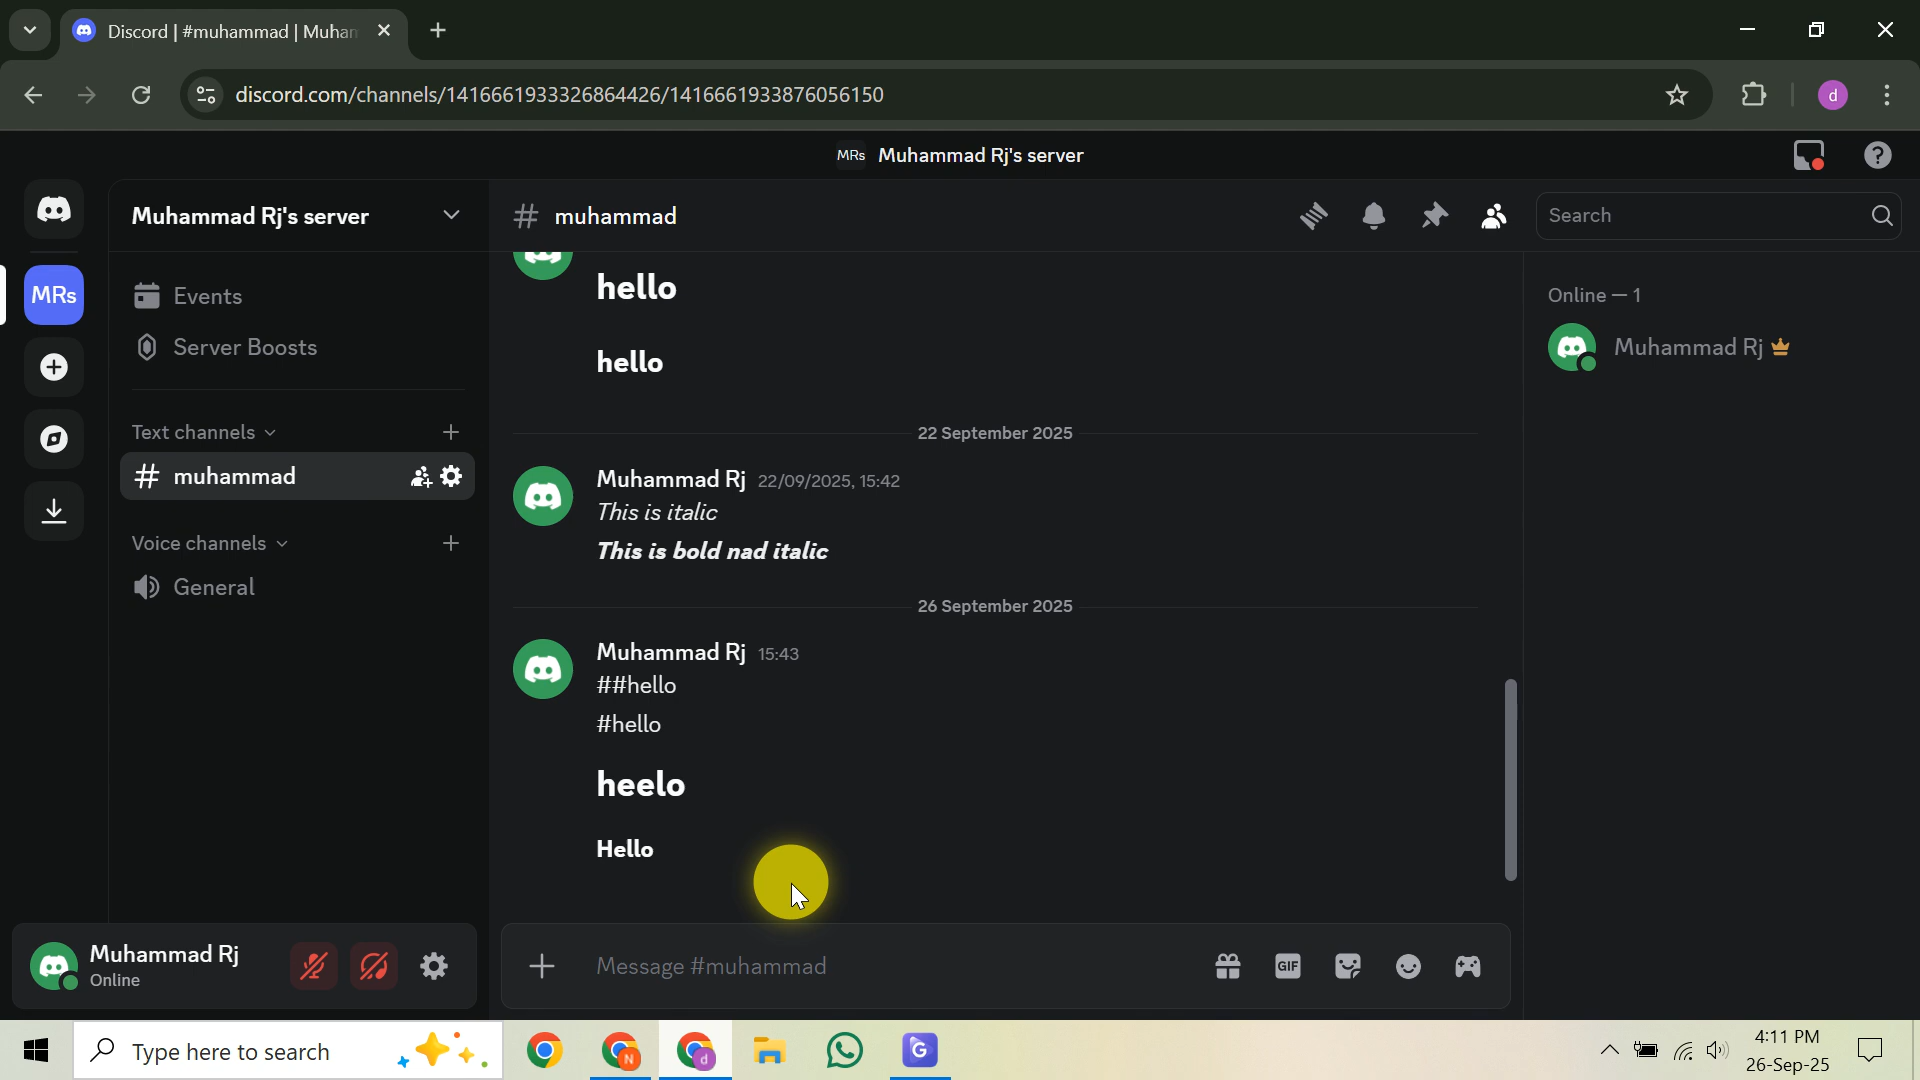 Discord | #muhammad | Muham
discord.com/channels/1416661933326864426/1416661933876056150
d
MRs Muhammad Rj's server
Muhammad Rj's server
# muhammad
Search
MRs
Events
Server Boosts
Text channels
muhammad
Voice channels
General
hello
hello
22 September 2025
Muhammad Rj 22/09/2025, 15:42
This is italic
This is bold nad italic
26 September 2025
Muhammad Rj 15:43
##hello
#hello
heelo
Hello
Online — 1
Muhammad Rj
Muhammad Rj
Online
Message #muhammad
GIF
Type here to search
N
d
G
4:11 PM
26-Sep-25